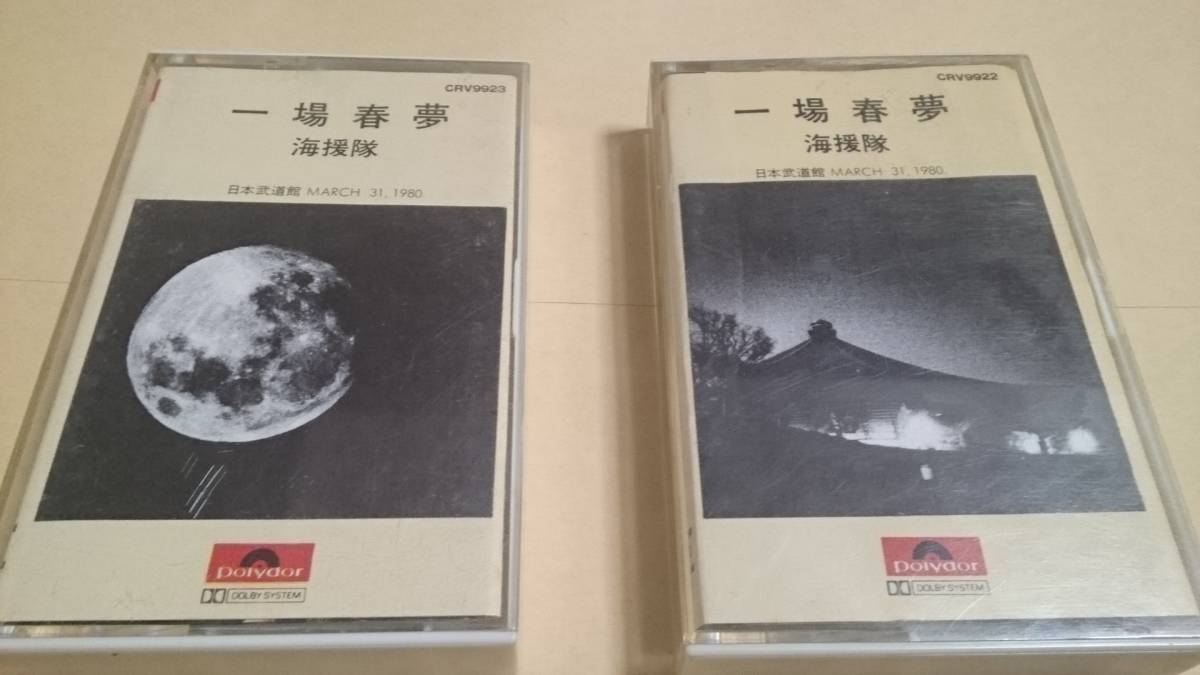 CRV9923
一場春夢
海援隊
日本武道館 MARCH 31, 1980.
polydor
DOLBY SYSTEM
CRV9922
一場春夢
海援隊
日本武道館 MARCH 31, 1980.
polydor
DOLBY SYSTEM